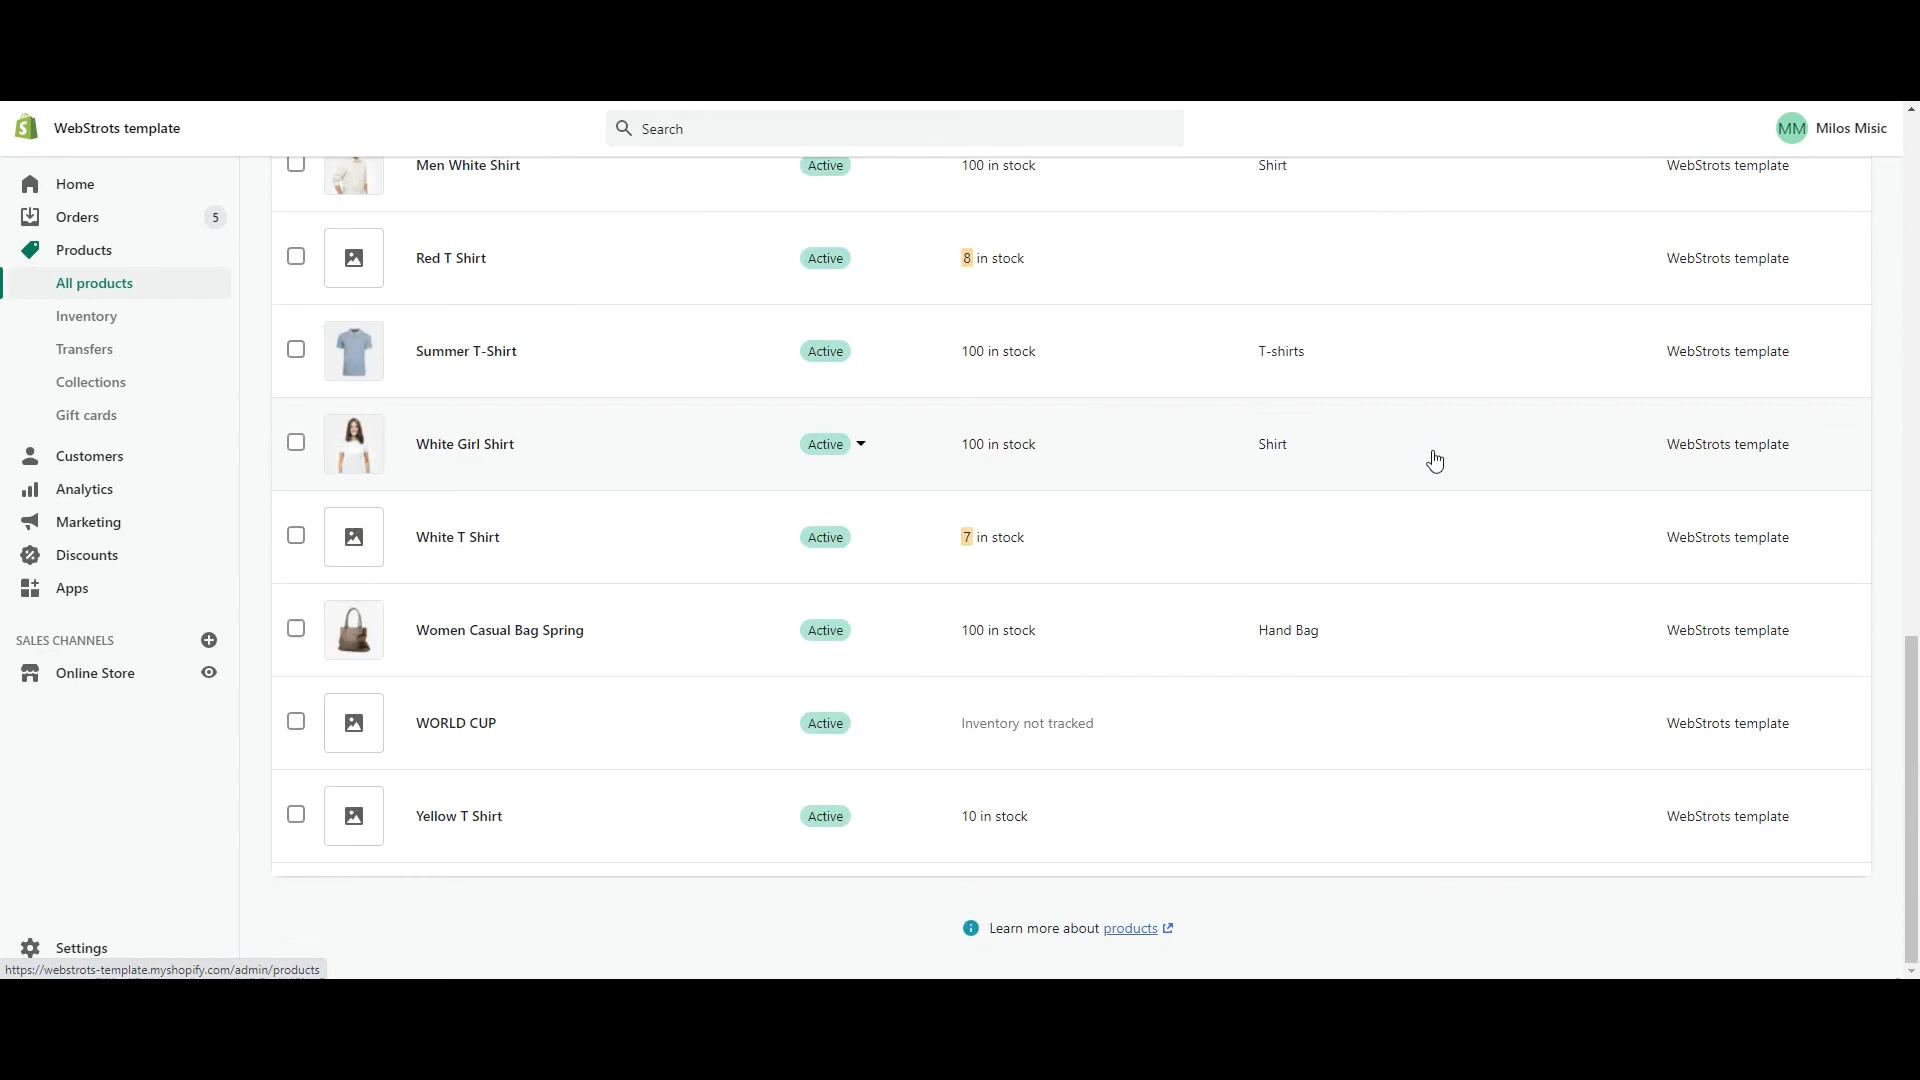 WebStrots template
Search
MM Milos Misic
Home
Orders 5
Products
All products
Inventory
Transfers
Collections
Gift cards
Customers
Analytics
Marketing
Discounts
Apps
SALES CHANNELS
Online Store
Settings
https://webstrots-template.myshopify.com/admin/products
Men White Shirt Active 100 in stock Shirt WebStrots template
Red T Shirt Active 8 in stock WebStrots template
Summer T-Shirt Active 100 in stock T-shirts WebStrots template
White Girl Shirt Active 100 in stock Shirt WebStrots template
White T Shirt Active 7 in stock WebStrots template
Women Casual Bag Spring Active 100 in stock Hand Bag WebStrots template
WORLD CUP Active Inventory not tracked WebStrots template
Yellow T Shirt Active 10 in stock WebStrots template
Learn more about products